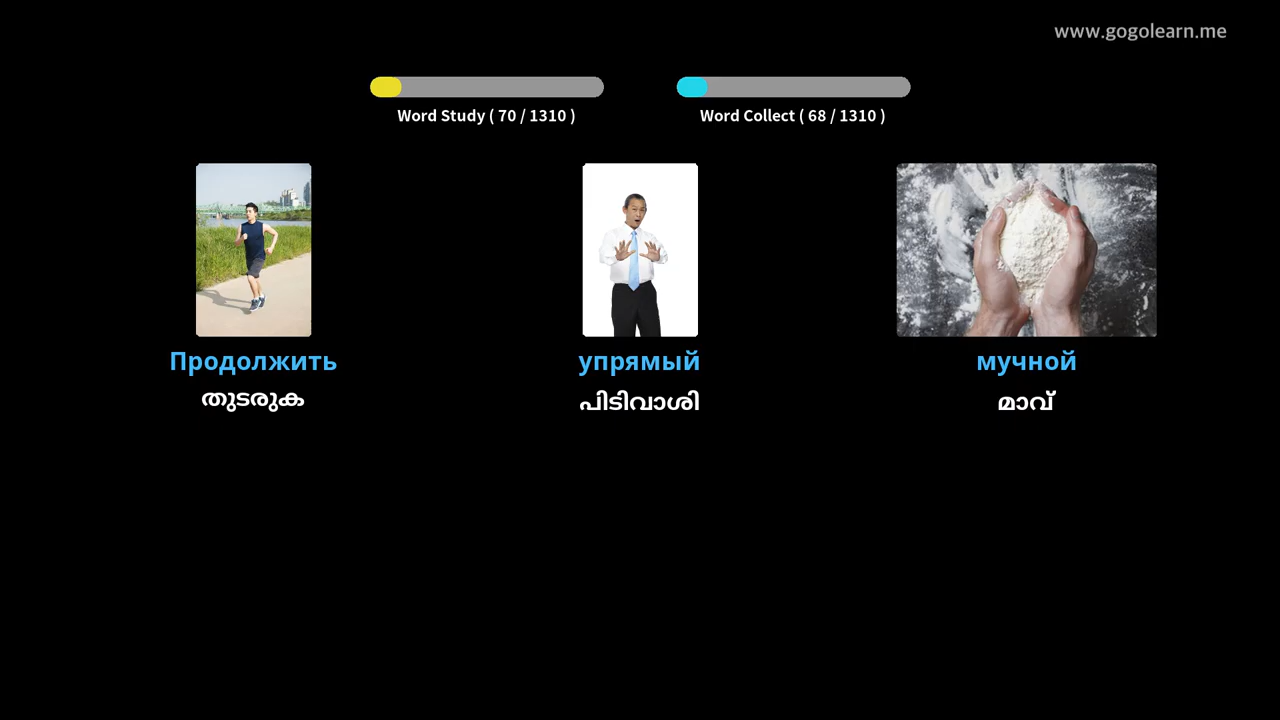 www.gogolearn.me
Word Study ( 70 / 1310 )
Word Collect ( 68 / 1310 )
Продолжить
упрямый
мучной
തുടരുക
പിടിവാശി
മാവ്